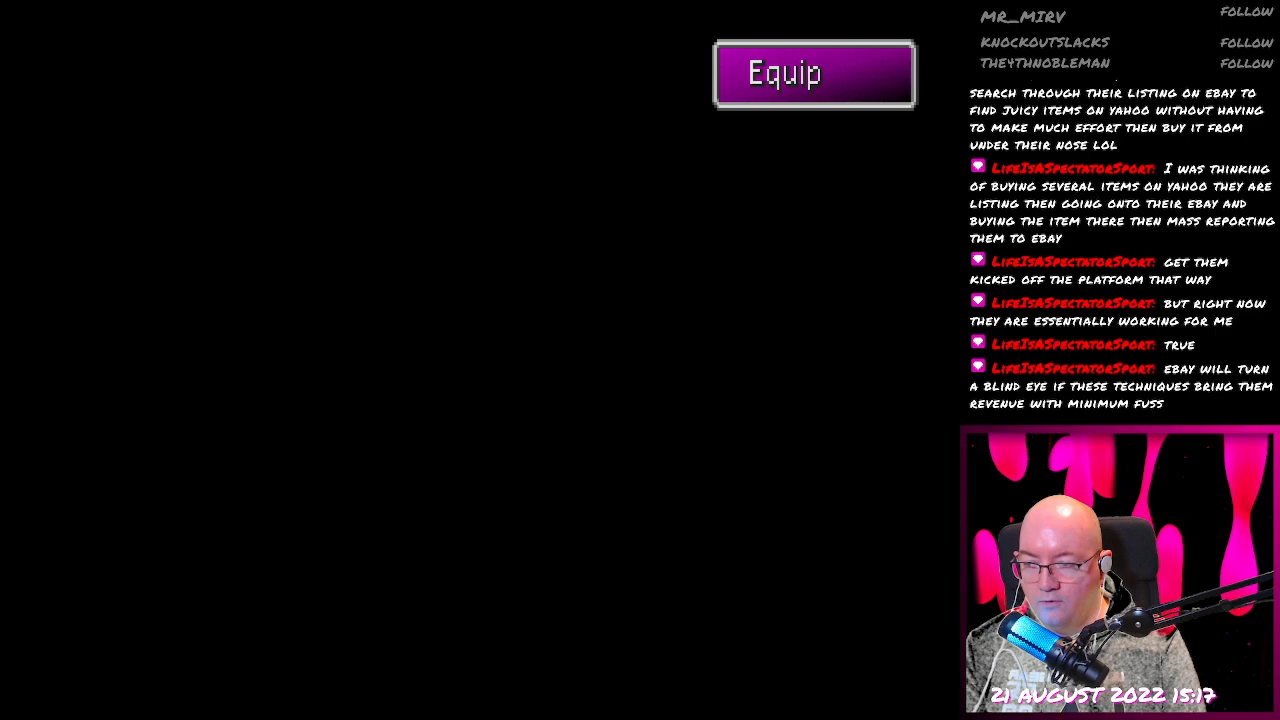 Equip
MR_MIRV FOLLOW
KNOCKOUTSLACKS FOLLOW
THE4THNOBLEMAN FOLLOW
SEARCH THROUGH THEIR LISTING ON EBAY TO
FIND JUICY ITEMS ON YAHOO WITHOUT HAVING
TO MAKE MUCH EFFORT THEN BUY IT FROM
UNDER THEIR NOSE LOL
LIFEISASPECTATORSPORT: I WAS THINKING
OF BUYING SEVERAL ITEMS ON YAHOO THEY ARE
LISTING THEN GOING ONTO THEIR EBAY AND
BUYING THE ITEM THERE THEN MASS REPORTING
THEM TO EBAY
LIFEISASPECTATORSPORT: GET THEM
KICKED OFF THE PLATFORM THAT WAY
LIFEISASPECTATORSPORT: BUT RIGHT NOW
THEY ARE ESSENTIALLY WORKING FOR ME
LIFEISASPECTATORSPORT: TRUE
LIFEISASPECTATORSPORT: EBAY WILL TURN
A BLIND EYE IF THESE TECHNIQUES BRING THEM
REVENUE WITH MINIMUM FUSS
21 AUGUST 2022 15:17